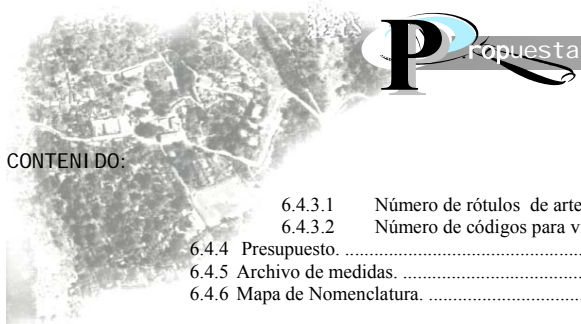 Propuesta
CONTENIDO:
6.4.3.1 Número de rótulos de arte
6.4.3.2 Número de códigos para v
6.4.4 Presupuesto. ..........................................
6.4.5 Archivo de medidas. ..............................
6.4.6 Mapa de Nomenclatura. .........................